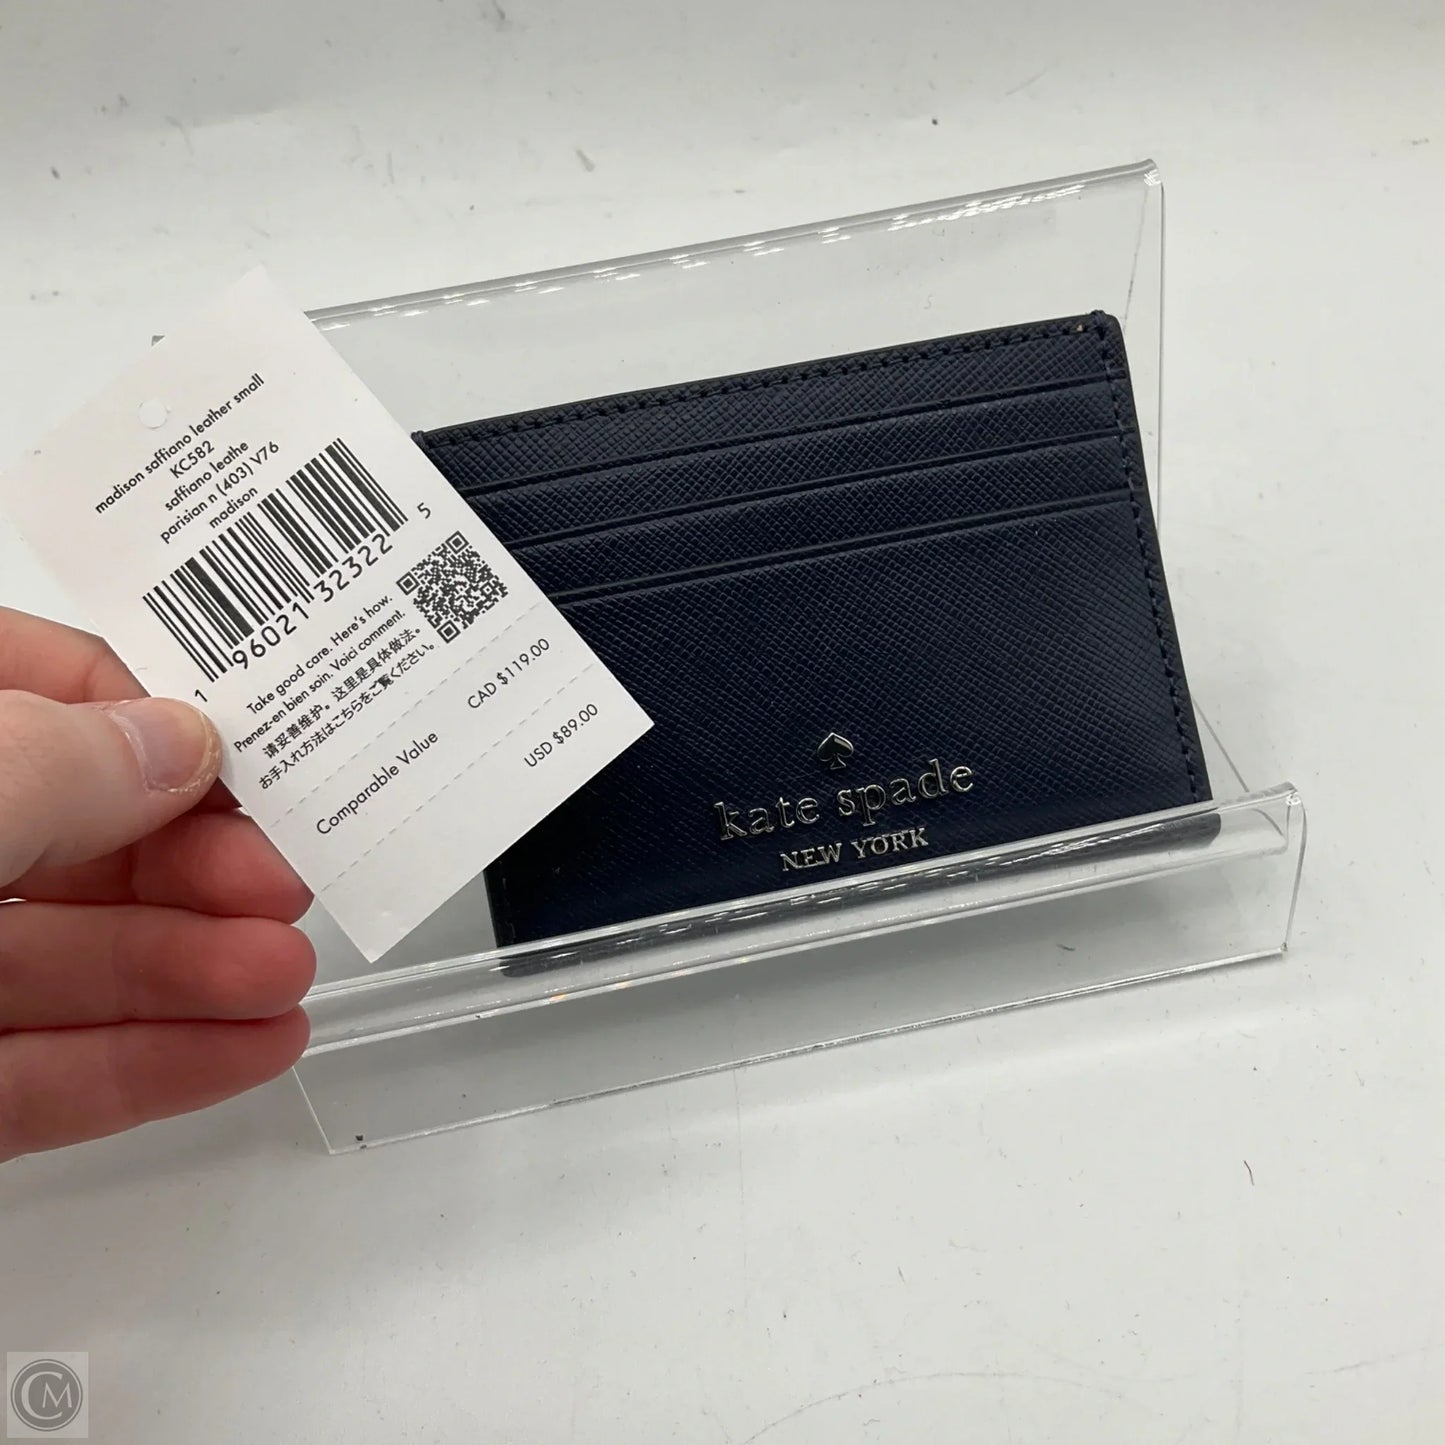 madison saffiano leather small
KC582
saffiano leathe
parisian n (403) V76
madison
1 96021 32322 5
Take good care. Here's how.
Prenez-en bien soin. Voici comment.
请妥善维护。这里是具体做法。
お手入れ方法はこちらをご覧ください。
Comparable Value
CAD $119.00
USD $89.00
kate spade
NEW YORK
CM